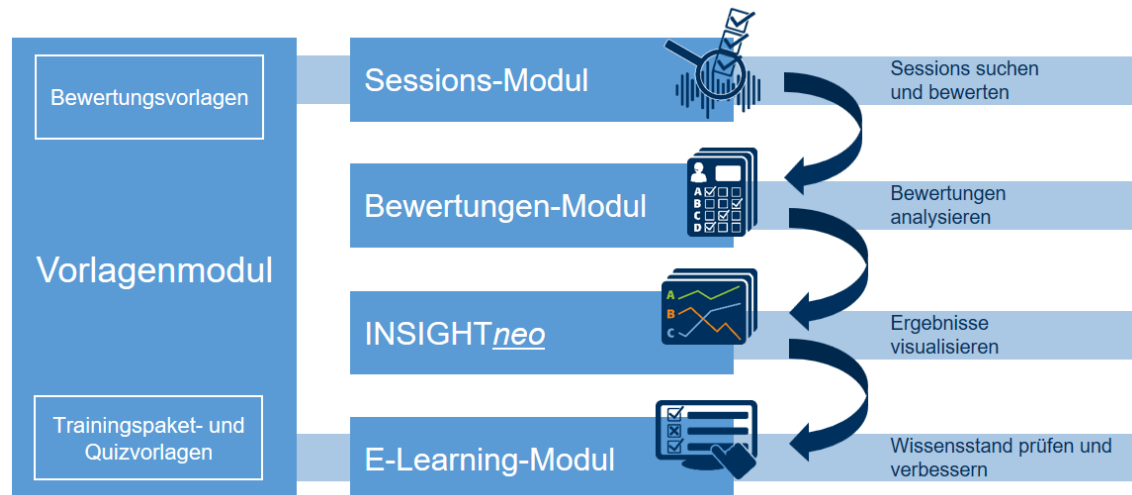 Bewertungsvorlagen
Vorlagenmodul
Trainingspaket- und
Quizvorlagen
Sessions-Modul
Sessions suchen
und bewerten
Bewertungen-Modul
A
B
C
D
Bewertungen
analysieren
INSIGHTneo
A
B
C
Ergebnisse
visualisieren
E-Learning-Modul
Wissensstand prüfen und
verbessern